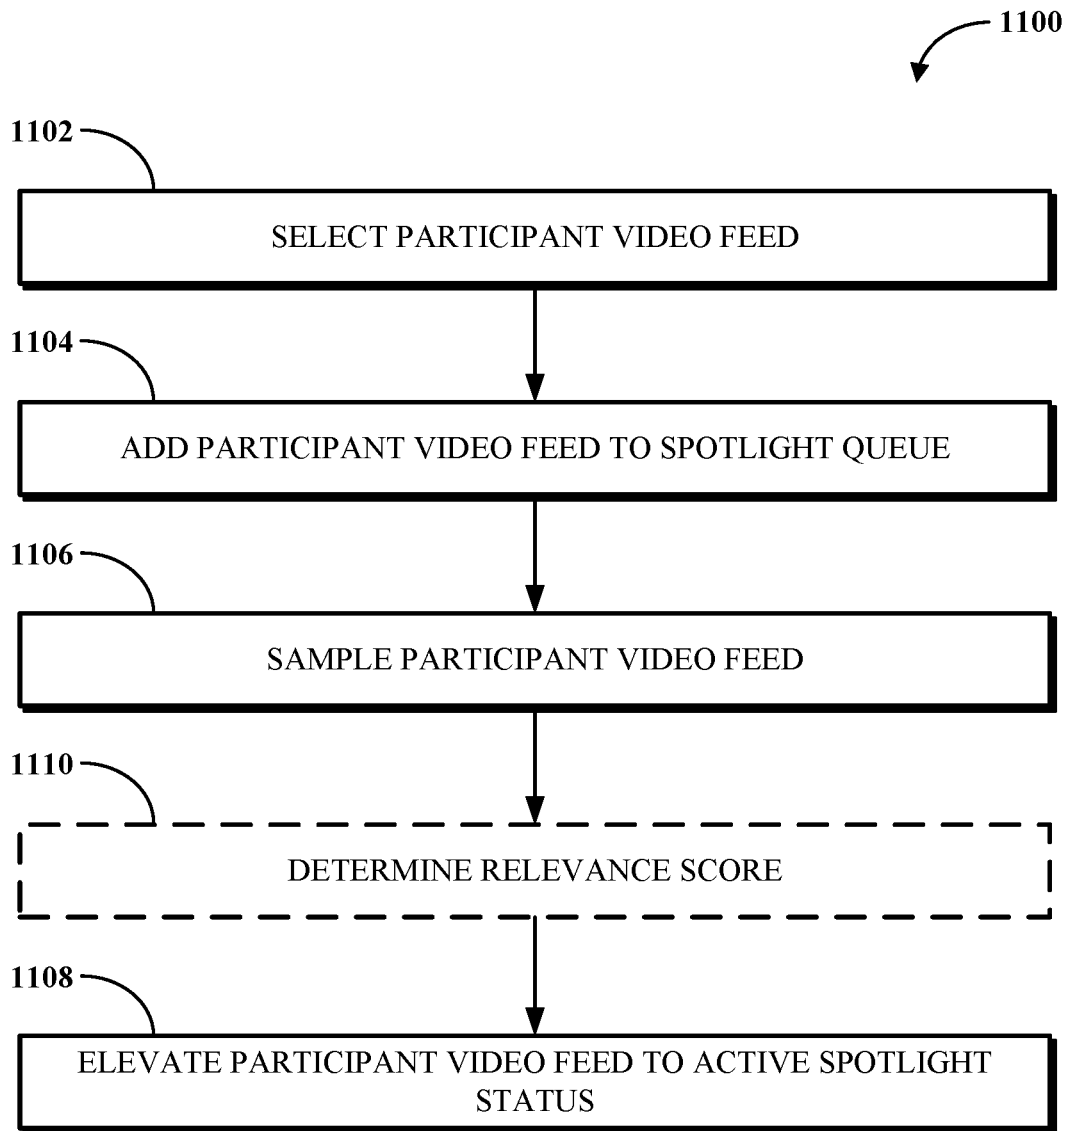 1100
1102
SELECT PARTICIPANT VIDEO FEED
1104
ADD PARTICIPANT VIDEO FEED TO SPOTLIGHT QUEUE
1106
SAMPLE PARTICIPANT VIDEO FEED
1110
DETERMINE RELEVANCE SCORE
1108
ELEVATE PARTICIPANT VIDEO FEED TO ACTIVE SPOTLIGHT
STATUS